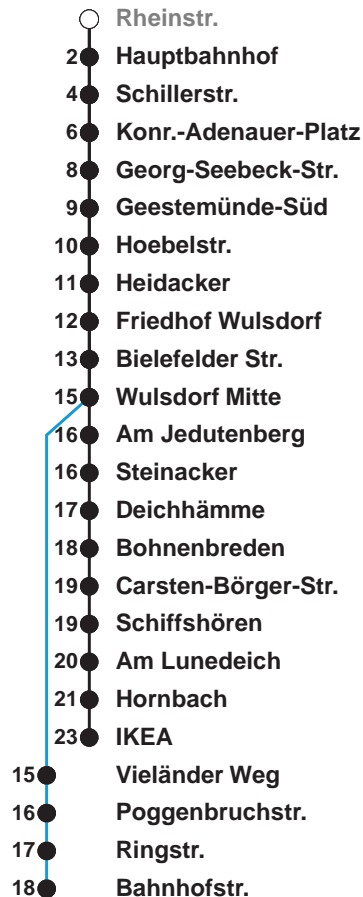 Rheinstr.
2 Hauptbahnhof
4 Schillerstr.
6 Konr.-Adenauer-Platz
8 Georg-Seebeck-Str.
9 Geestemünde-Süd
10 Hoebelstr.
11 Heidacker
12 Friedhof Wulsdorf
13 Bielefelder Str.
15 Wulsdorf Mitte
16 Am Jedutenberg
16 Steinacker
17 Deichhämme
18 Bohnenbreden
19 Carsten-Börger-Str.
19 Schiffshören
20 Am Lunedeich
21 Hornbach
23 IKEA
15 Vieländer Weg
16 Poggenbruchstr.
17 Ringstr.
18 Bahnhofstr.